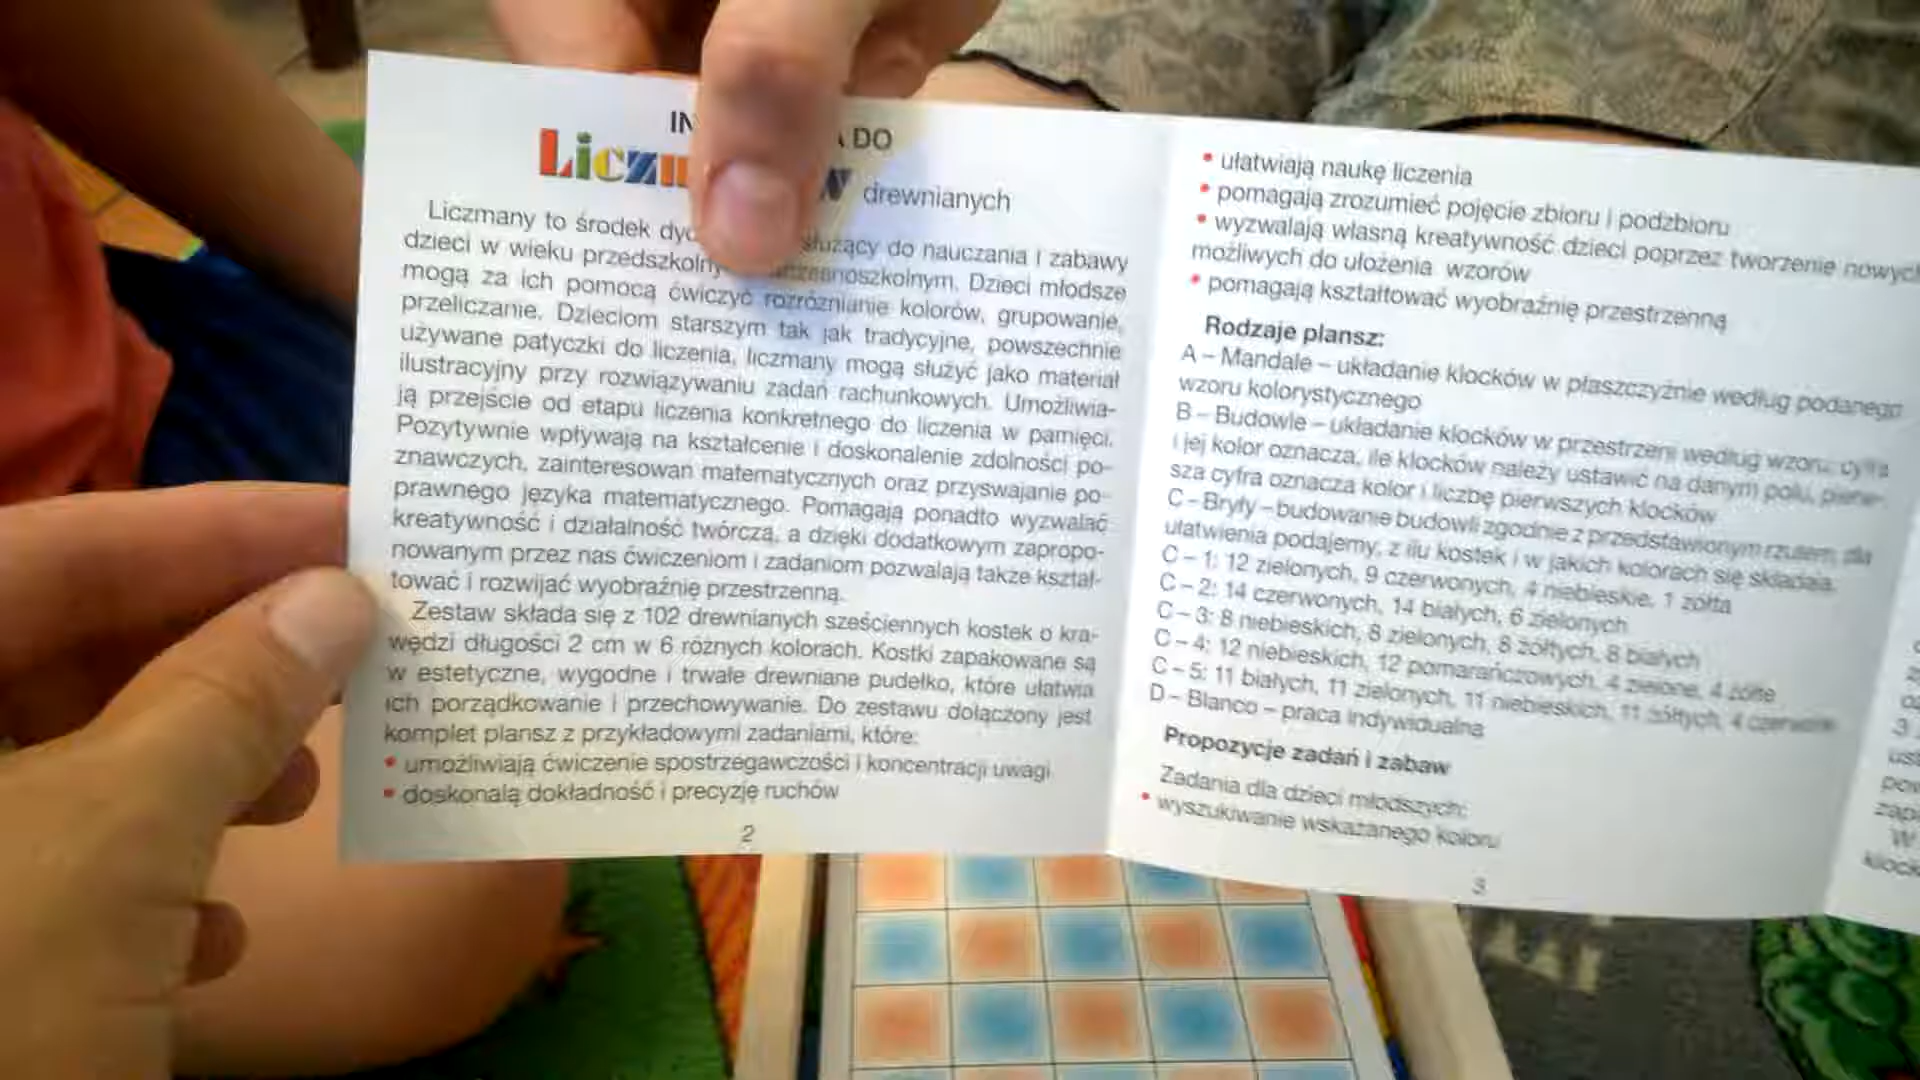 IN A DO
Liczm w drewnianych
Liczmany to środek służący do nauczania i zabawy
dzieci w wieku przedszkolny Dzieci młodsze
mogą za ich pomocą ćwiczyć rozróżnianie kolorów, grupowanie,
przeliczanie. Dzieciom starszym tak jak tradycyjne, powszechnie
używane patyczki do liczenia, liczmany mogą służyć jako materiał
ilustracyjny przy rozwiązywaniu zadań rachunkowych. Umożliwia-
ją przejście od etapu liczenia konkretnego do liczenia w pamięci.
Pozytywnie wpływają na kształcenie i doskonalenie zdolności po-
znawczych, zainteresowań matematycznych oraz przyswajanie po-
prawnego języka matematycznego. Pomagają ponadto wyzwalać
kreatywność i działalność twórczą, a dzięki dodatkowym zapropo-
nowanym przez nas ćwiczeniom i zadaniom pozwalają także kształ-
tować i rozwijać wyobraźnię przestrzenną.
Zestaw składa się z 102 drewnianych sześciennych kostek o kra-
wędzi długości 2 cm w 6 różnych kolorach. Kostki zapakowane są
w estetyczne, wygodne i trwałe drewniane pudełko, które ułatwia
ich porządkowanie i przechowywanie. Do zestawu dołączony jest
komplet plansz z przykładowymi zadaniami, które:
• umożliwiają ćwiczenie spostrzegawczości i koncentracji uwagi
• doskonalą dokładność i precyzję ruchów
2
• ułatwiają naukę liczenia
• pomagają zrozumieć pojęcie zbioru i podzbioru
• wyzwalają własną kreatywność dzieci poprzez tworzenie nowych
możliwych do ułożenia wzorów
• pomagają kształtować wyobraźnię przestrzenną
Rodzaje plansz:
A – Mandale – układanie klocków w płaszczyźnie według podanego
wzoru kolorystycznego
B – Budowle – układanie klocków w przestrzeni według wzoru: cyfra
i jej kolor oznacza, ile klocków należy ustawić na danym polu, pierw-
sza cyfra oznacza kolor i liczbę pierwszych klocków
C – Bryły – budowanie budowli zgodnie z przedstawionym rzutem; dla
ułatwienia podajemy, z ilu kostek i w jakich kolorach się składają.
C – 1: 12 zielonych, 9 czerwonych, 4 niebieskie, 1 żółta
C – 2: 14 czerwonych, 14 białych, 6 zielonych
C – 3: 8 niebieskich, 8 zielonych, 8 żółtych, 8 białych
C – 4: 12 niebieskich, 12 pomarańczowych, 4 zielone, 4 żółte
C – 5: 11 białych, 11 zielonych, 11 niebieskich, 11 żółtych, 4 czerwone
D – Blanco – praca indywidualna
Propozycje zadań i zabaw
Zadania dla dzieci młodszych:
• wyszukiwanie wskazanego koloru
3